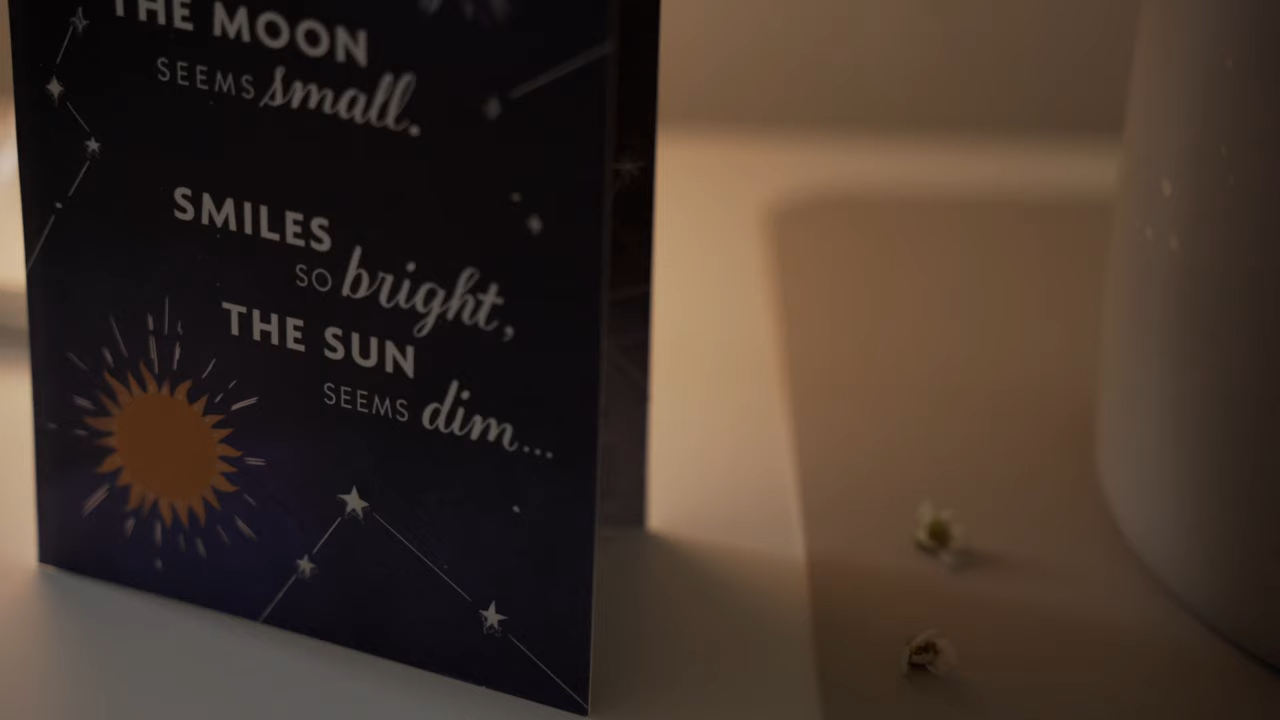 THE MOON
SEEMS small.
SMILES
SO bright,
THE SUN
SEEMS dim...